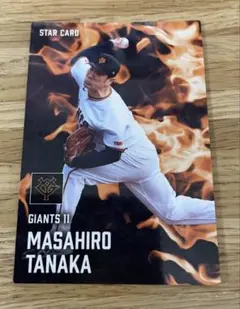 STAR CARD
GIANTS 11
MASAHIRO
TANAKA